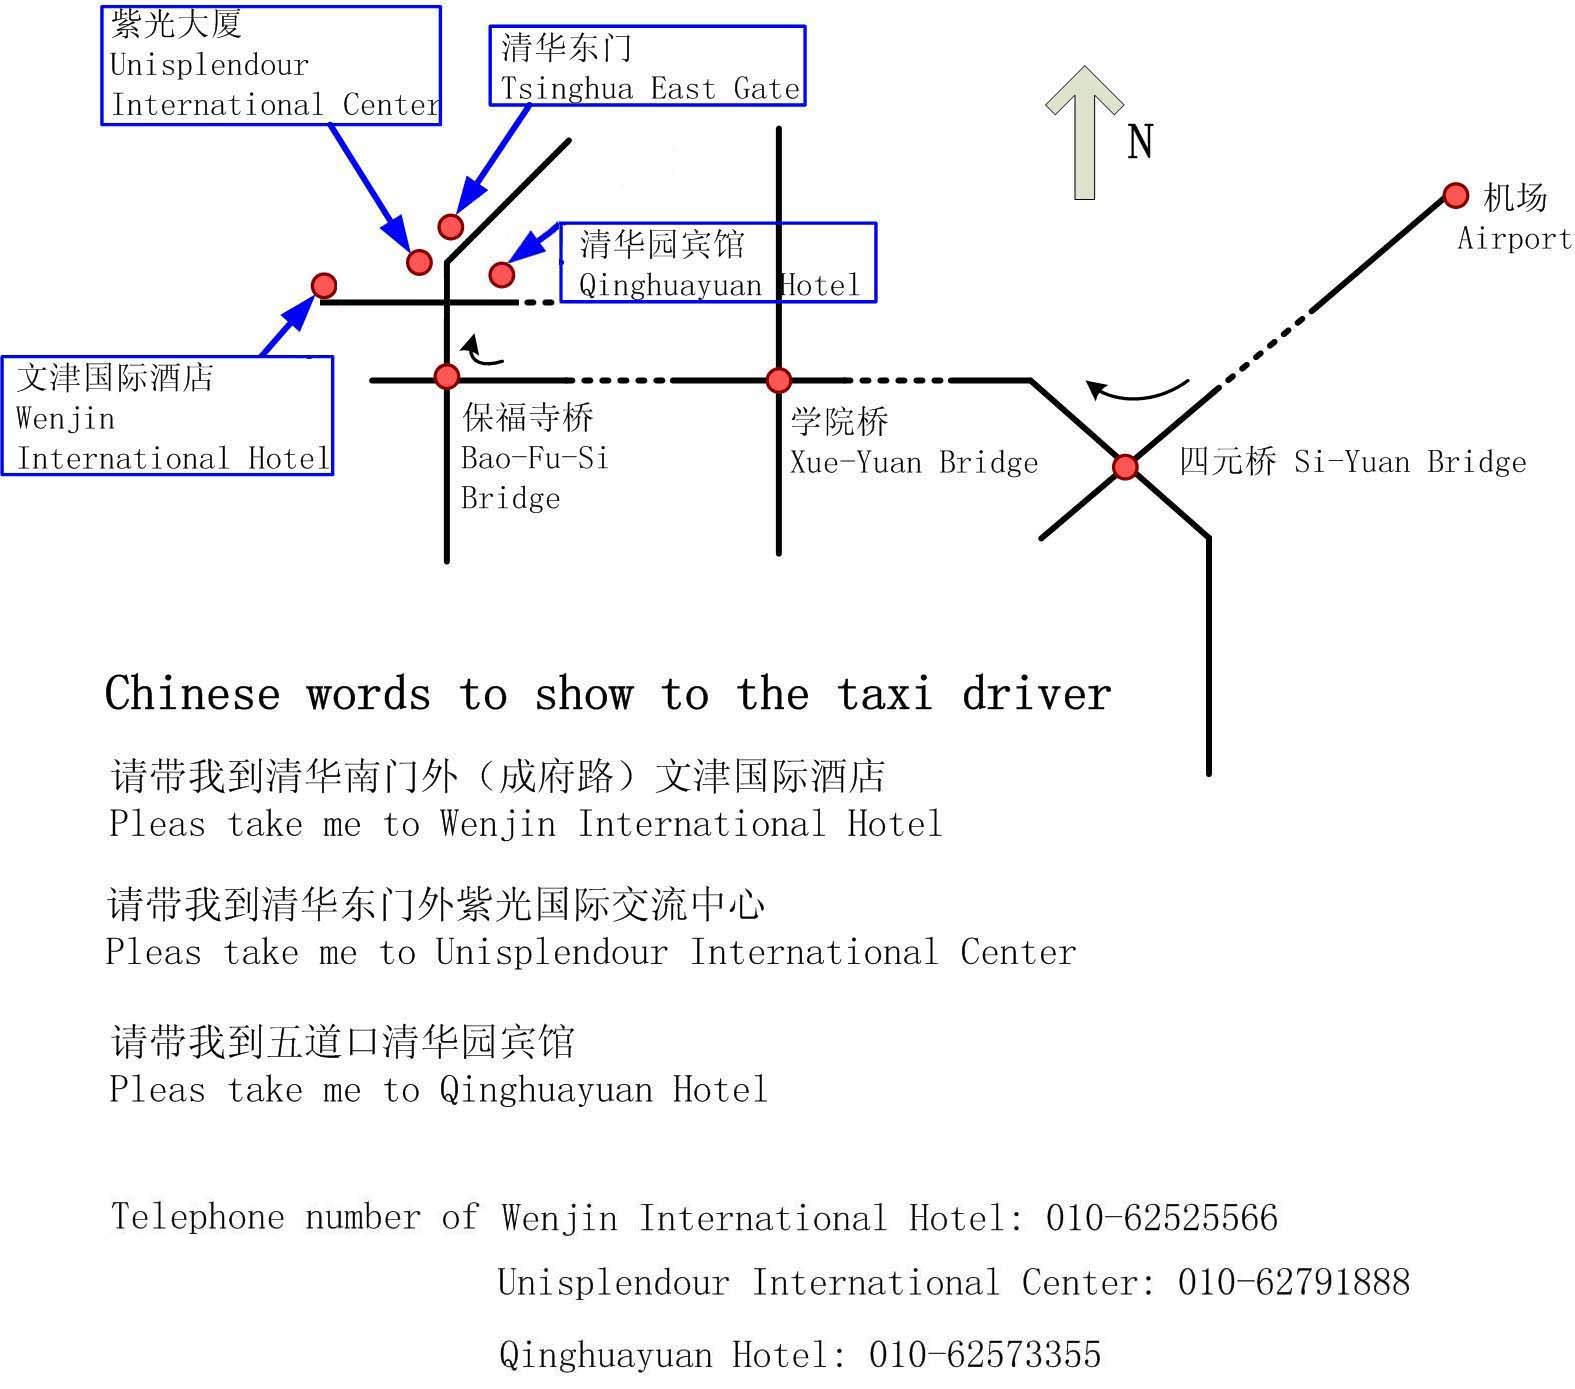 紫光大厦
Unisplendour
International Center
清华东门
Tsinghua East Gate
N
机场
Airport
清华园宾馆
Qinghuayuan Hotel
文津国际酒店
Wenjin
International Hotel
保福寺桥
Bao-Fu-Si
Bridge
学院桥
Xue-Yuan Bridge
四元桥 Si-Yuan Bridge
Chinese words to show to the taxi driver
请带我到清华南门外（成府路）文津国际酒店
Pleas take me to Wenjin International Hotel
请带我到清华东门外紫光国际交流中心
Pleas take me to Unisplendour International Center
请带我到五道口清华园宾馆
Pleas take me to Qinghuayuan Hotel
Telephone number of Wenjin International Hotel: 010-62525566
Unisplendour International Center: 010-62791888
Qinghuayuan Hotel: 010-62573355